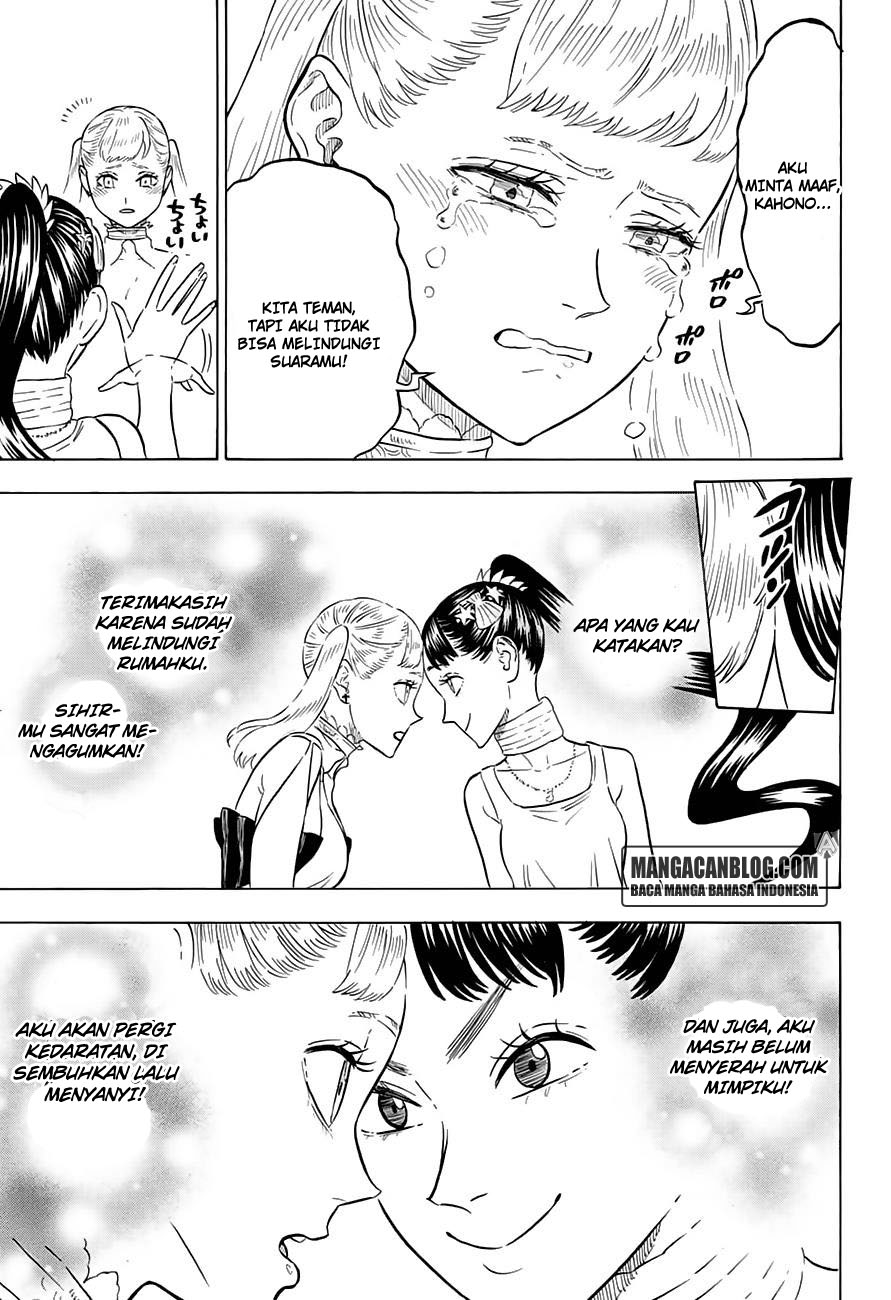 AKU
MINTA MAAF,
KAHONO...
KITA TEMAN,
TAPI AKU TIDAK
BISA MELINDUNGI
SUARAMU!
ポロ
ポロ
ちょい
ちょい
コツン
APA YANG KAU
KATAKAN?
TERIMAKASIH
KARENA SUDAH
MELINDUNGI
RUMAHKU.
SIHIR-
MU SANGAT ME-
NGAGUMKAN!
MANGACANBLOG.COM
BACA MANGA BAHASA INDONESIA
DAN JUGA, AKU
MASIH BELUM
MENYERAH UNTUK
MIMPIKU!
AKU AKAN PERGI
KEDARATAN, DI
SEMBUHKAN LALU
MENYANYI!